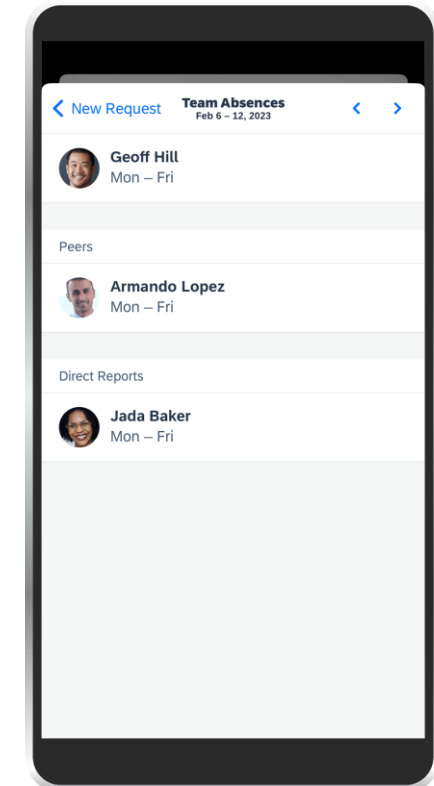 New Request
Team Absences
Feb 6 – 12, 2023
Geoff Hill
Mon – Fri
Peers
Armando Lopez
Mon – Fri
Direct Reports
Jada Baker
Mon – Fri